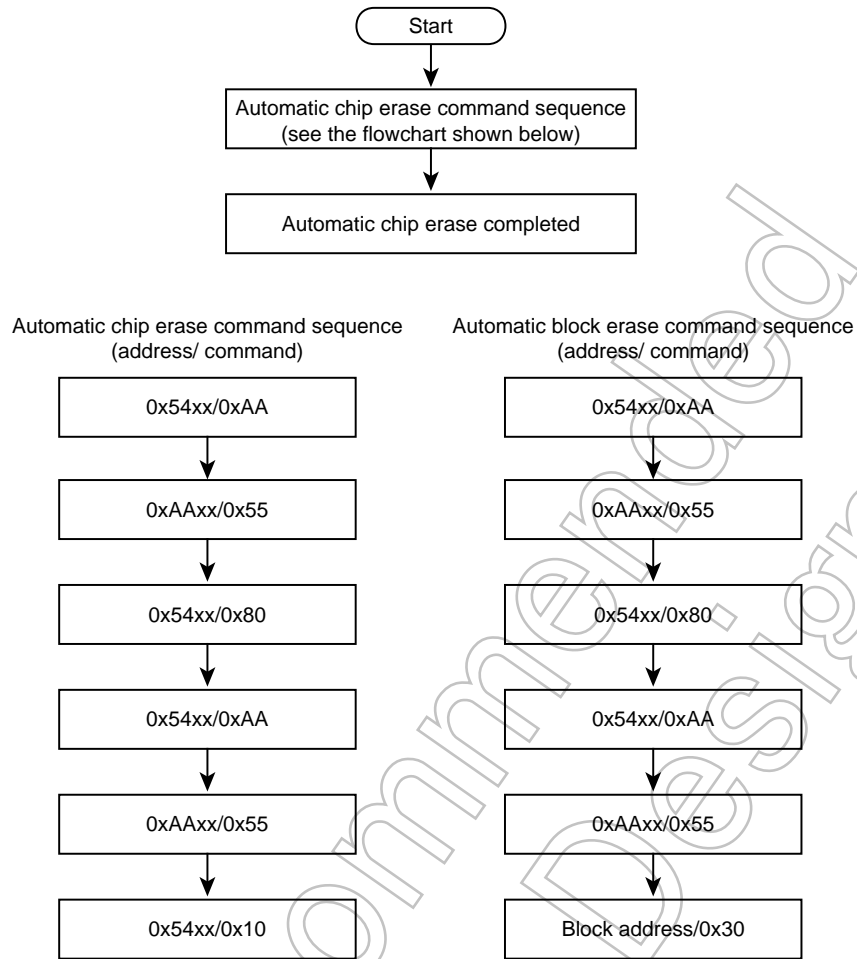 Start
Automatic chip erase command sequence
(see the flowchart shown below)
Automatic chip erase completed
Automatic chip erase command sequence
(address/ command)
0x54xx/0xAA
0xAAxx/0x55
0x54xx/0x80
0x54xx/0xAA
0xAAxx/0x55
0x54xx/0x10
Automatic block erase command sequence
(address/ command)
0x54xx/0xAA
0xAAxx/0x55
0x54xx/0x80
0x54xx/0xAA
0xAAxx/0x55
Block address/0x30
ommended
Desig